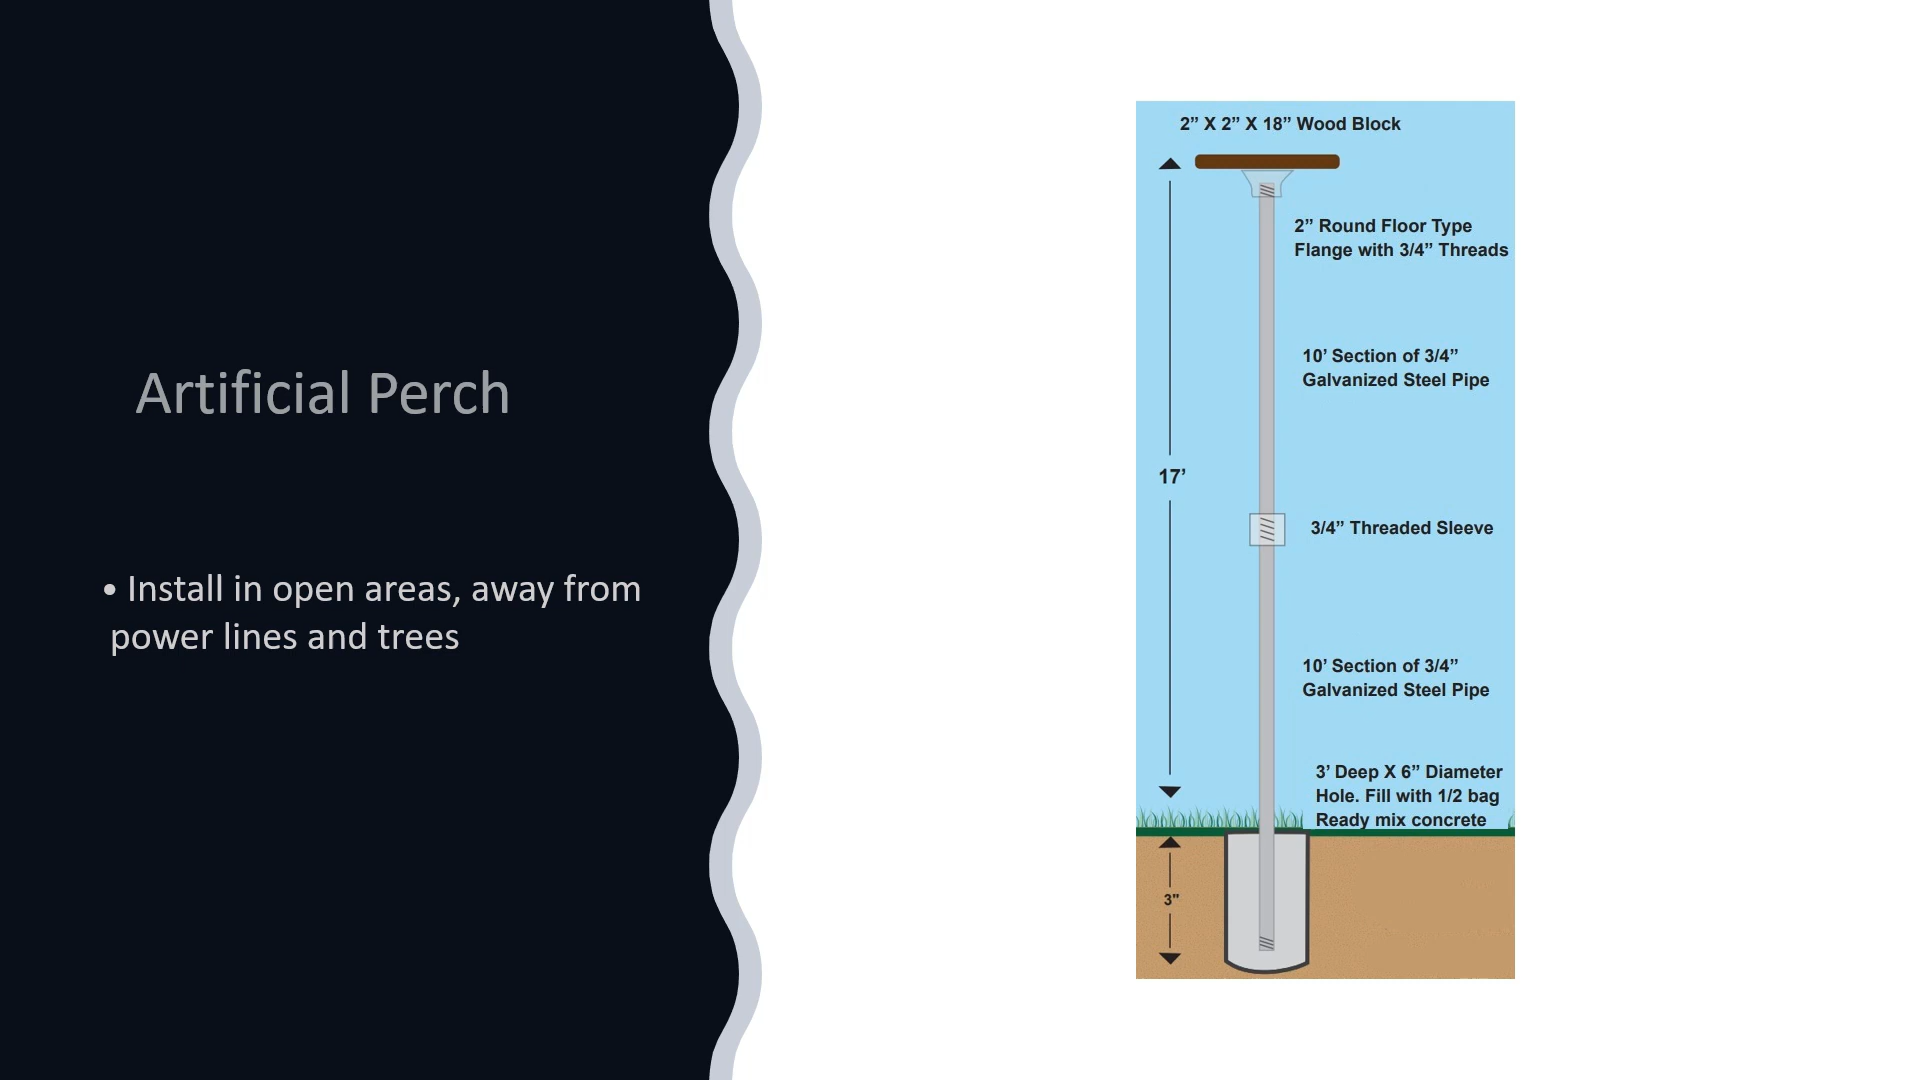 Artificial Perch
• Install in open areas, away from
power lines and trees
2” X 2” X 18” Wood Block
2” Round Floor Type
Flange with 3/4” Threads
10’ Section of 3/4”
Galvanized Steel Pipe
17’
3/4” Threaded Sleeve
10’ Section of 3/4”
Galvanized Steel Pipe
3’ Deep X 6” Diameter
Hole. Fill with 1/2 bag
Ready mix concrete
3"